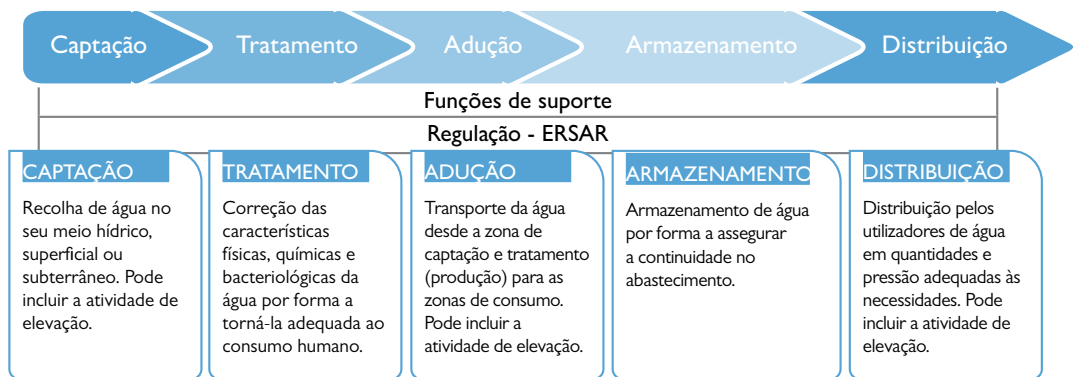 Captação
Tratamento
Adução
Armazenamento
Distribuição
Funções de suporte
Regulação - ERSAR
CAPTAÇÃO
Recolha de água no
seu meio hídrico,
superficial ou
subterrâneo. Pode
incluir a atividade de
elevação.
TRATAMENTO
Correção das
características
físicas, químicas e
bacteriológicas da
água por forma a
torná-la adequada ao
consumo humano.
ADUÇÃO
Transporte da água
desde a zona de
captação e tratamento
(produção) para as
zonas de consumo.
Pode incluir a
atividade de elevação.
ARMAZENAMENTO
Armazenamento de água
por forma a assegurar
a continuidade no
abastecimento.
DISTRIBUIÇÃO
Distribuição pelos
utilizadores de água
em quantidades e
pressão adequadas às
necessidades. Pode
incluir a atividade de
elevação.